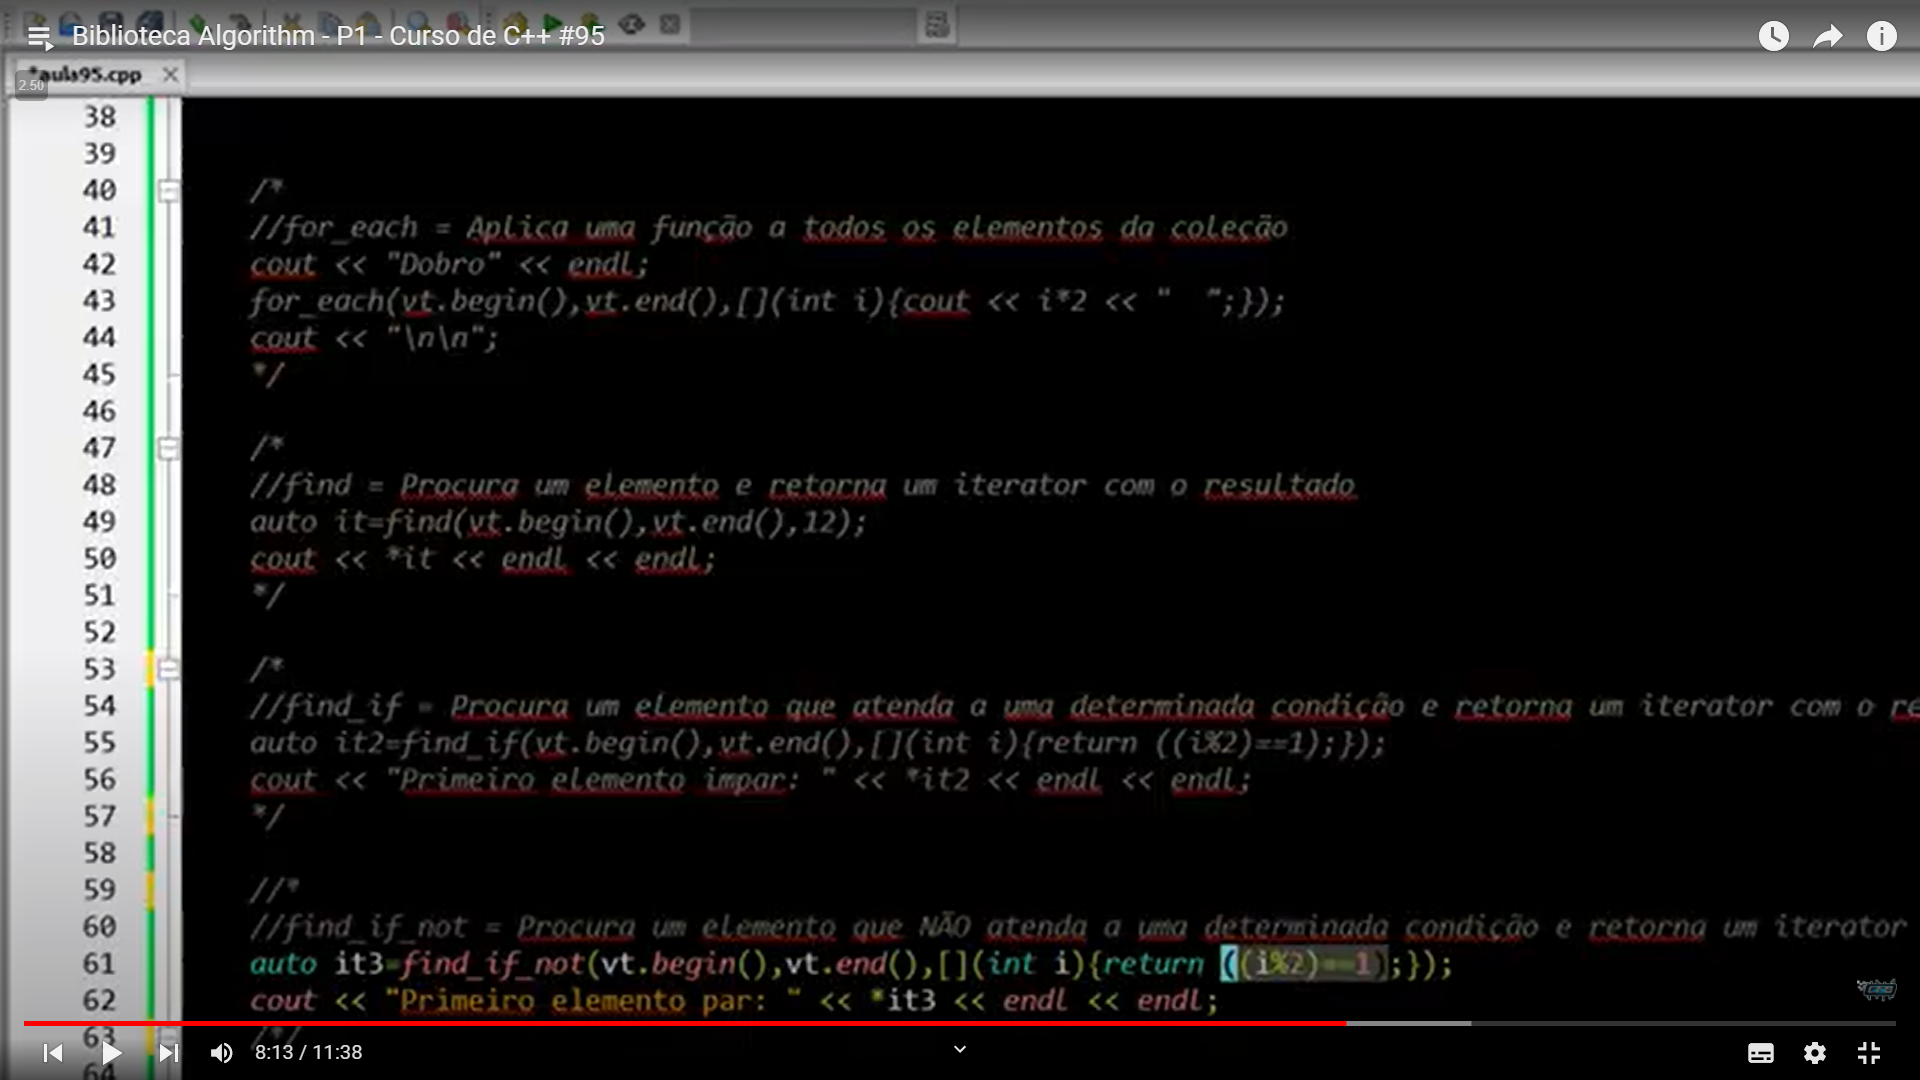 Biblioteca Algorithm - P1 - Curso de C++ #95
*aula95.cpp
2.50
38
39
40 /*
41 //for_each = Aplica uma função a todos os elementos da coleção
42 cout << "Dobro" << endl;
43 for_each(vt.begin(),vt.end(),[](int i){cout << i*2 << "  ";});
44 cout << "\n\n";
45 */
46
47 /*
48 //find = Procura um elemento e retorna um iterator com o resultado
49 auto it=find(vt.begin(),vt.end(),12);
50 cout << *it << endl << endl;
51 */
52
53 /*
54 //find_if = Procura um elemento que atenda a uma determinada condição e retorna um iterator com o re
55 auto it2=find_if(vt.begin(),vt.end(),[](int i){return ((i%2)==1);});
56 cout << "Primeiro elemento impar: " << *it2 << endl << endl;
57 */
58
59 //*
60 //find_if_not = Procura um elemento que NÃO atenda a uma determinada condição e retorna um iterator
61 auto it3=find_if_not(vt.begin(),vt.end(),[](int i){return ((i%2)==1);});
62 cout << "Primeiro elemento par: " << *it3 << endl << endl;
63 /*/
64
8:13 / 11:38